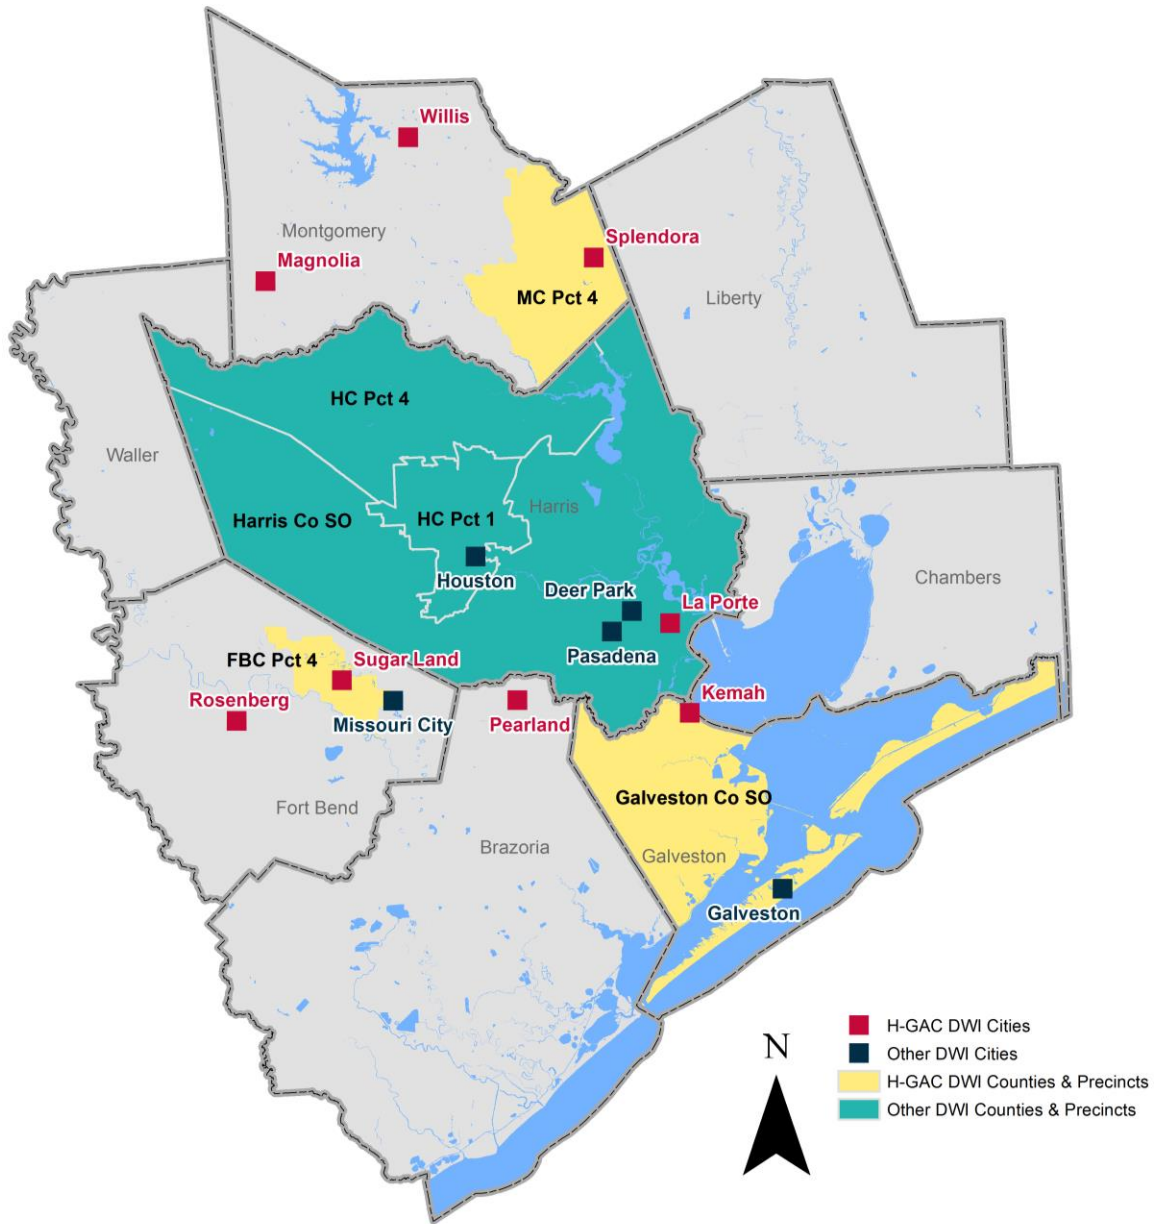 Willis
Montgomery
Splendora
Magnolia
MC Pct 4
Liberty
HC Pct 4
Waller
Harris
Harris Co SO
HC Pct 1
Houston
Deer Park
Chambers
La Porte
Pasadena
FBC Pct 4
Sugar Land
Rosenberg
Missouri City
Pearland
Kemah
Fort Bend
Galveston Co SO
Brazoria
Galveston
Galveston
N
H-GAC DWI Cities
Other DWI Cities
H-GAC DWI Counties & Precincts
Other DWI Counties & Precincts